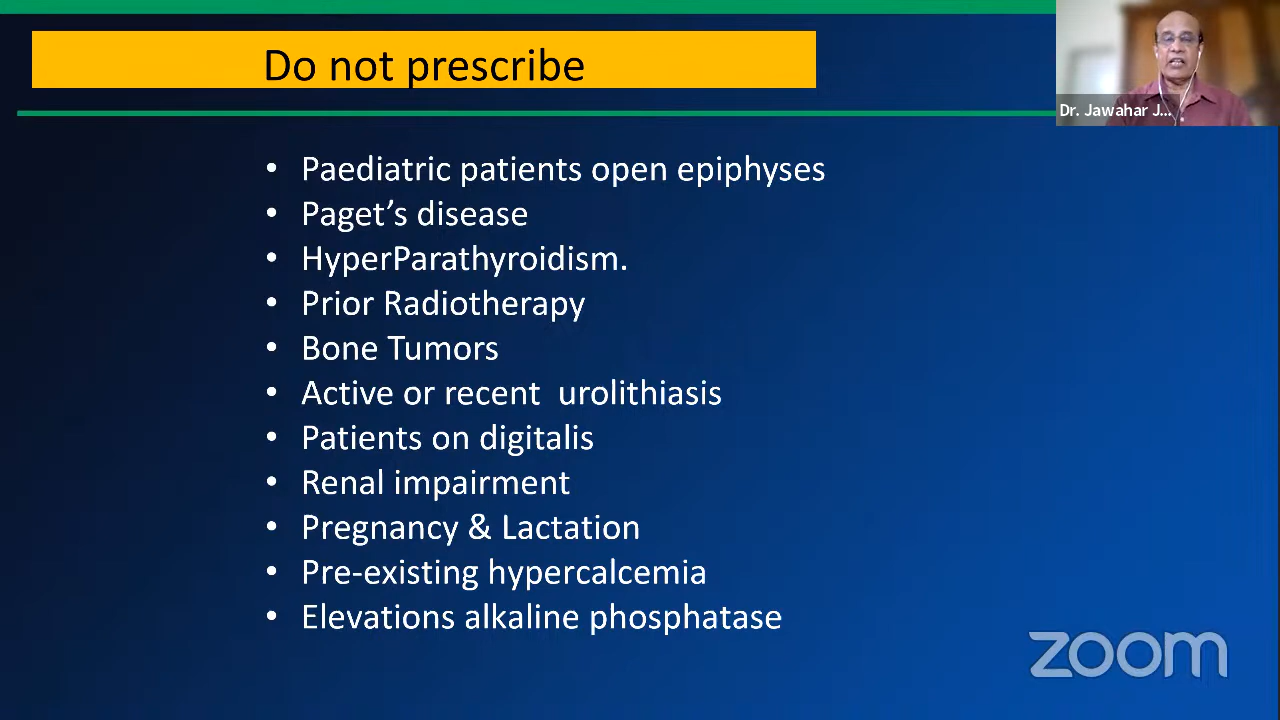 Do not prescribe
Dr. Jawahar J...
• Paediatric patients open epiphyses
• Paget’s disease
• HyperParathyroidism.
• Prior Radiotherapy
• Bone Tumors
• Active or recent  urolithiasis
• Patients on digitalis
• Renal impairment
• Pregnancy & Lactation
• Pre-existing hypercalcemia
• Elevations alkaline phosphatase
zoom